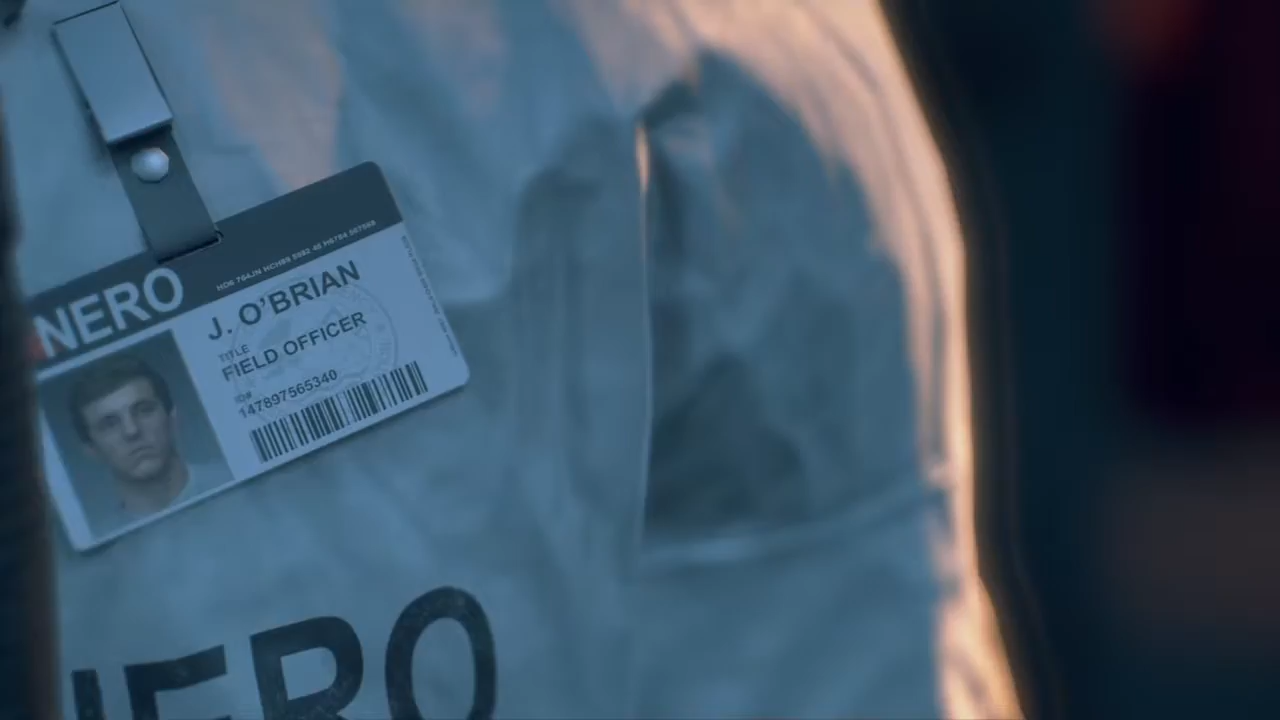 NERO
J. O'BRIAN
TITLE
FIELD OFFICER
ID#
147897565340
NERO